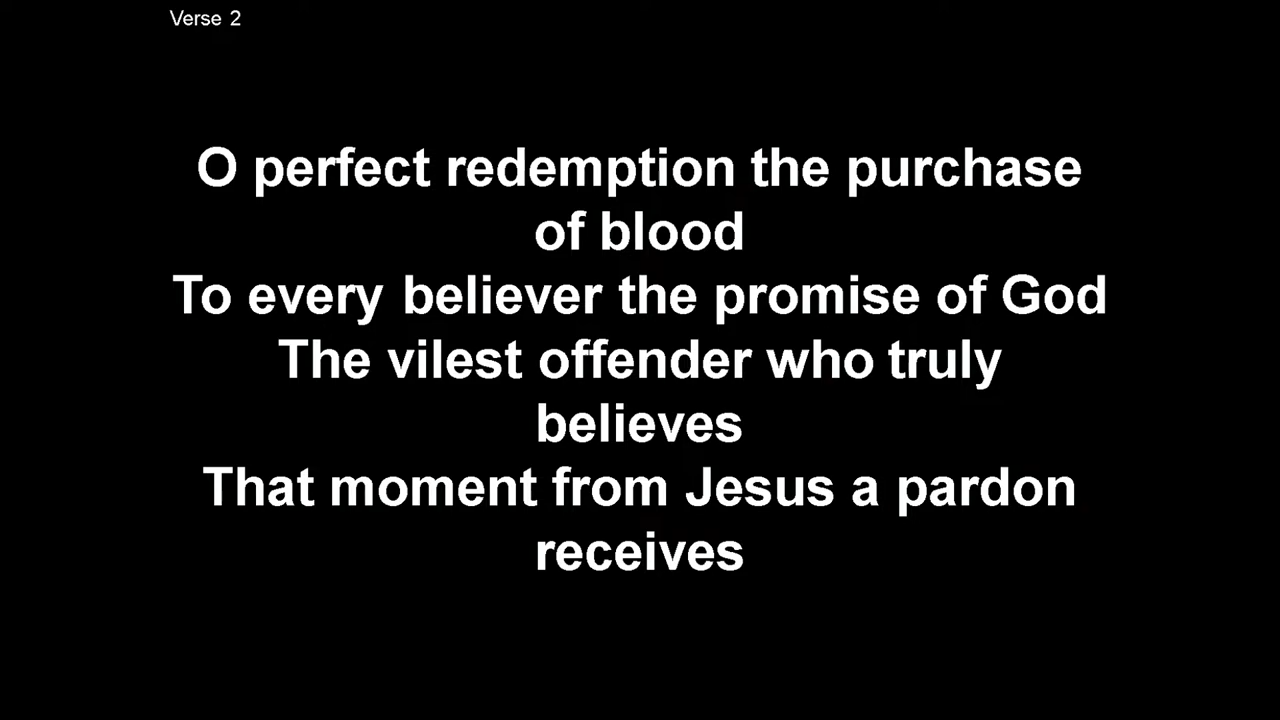 Verse 2
O perfect redemption the purchase
of blood
To every believer the promise of God
The vilest offender who truly
believes
That moment from Jesus a pardon
receives